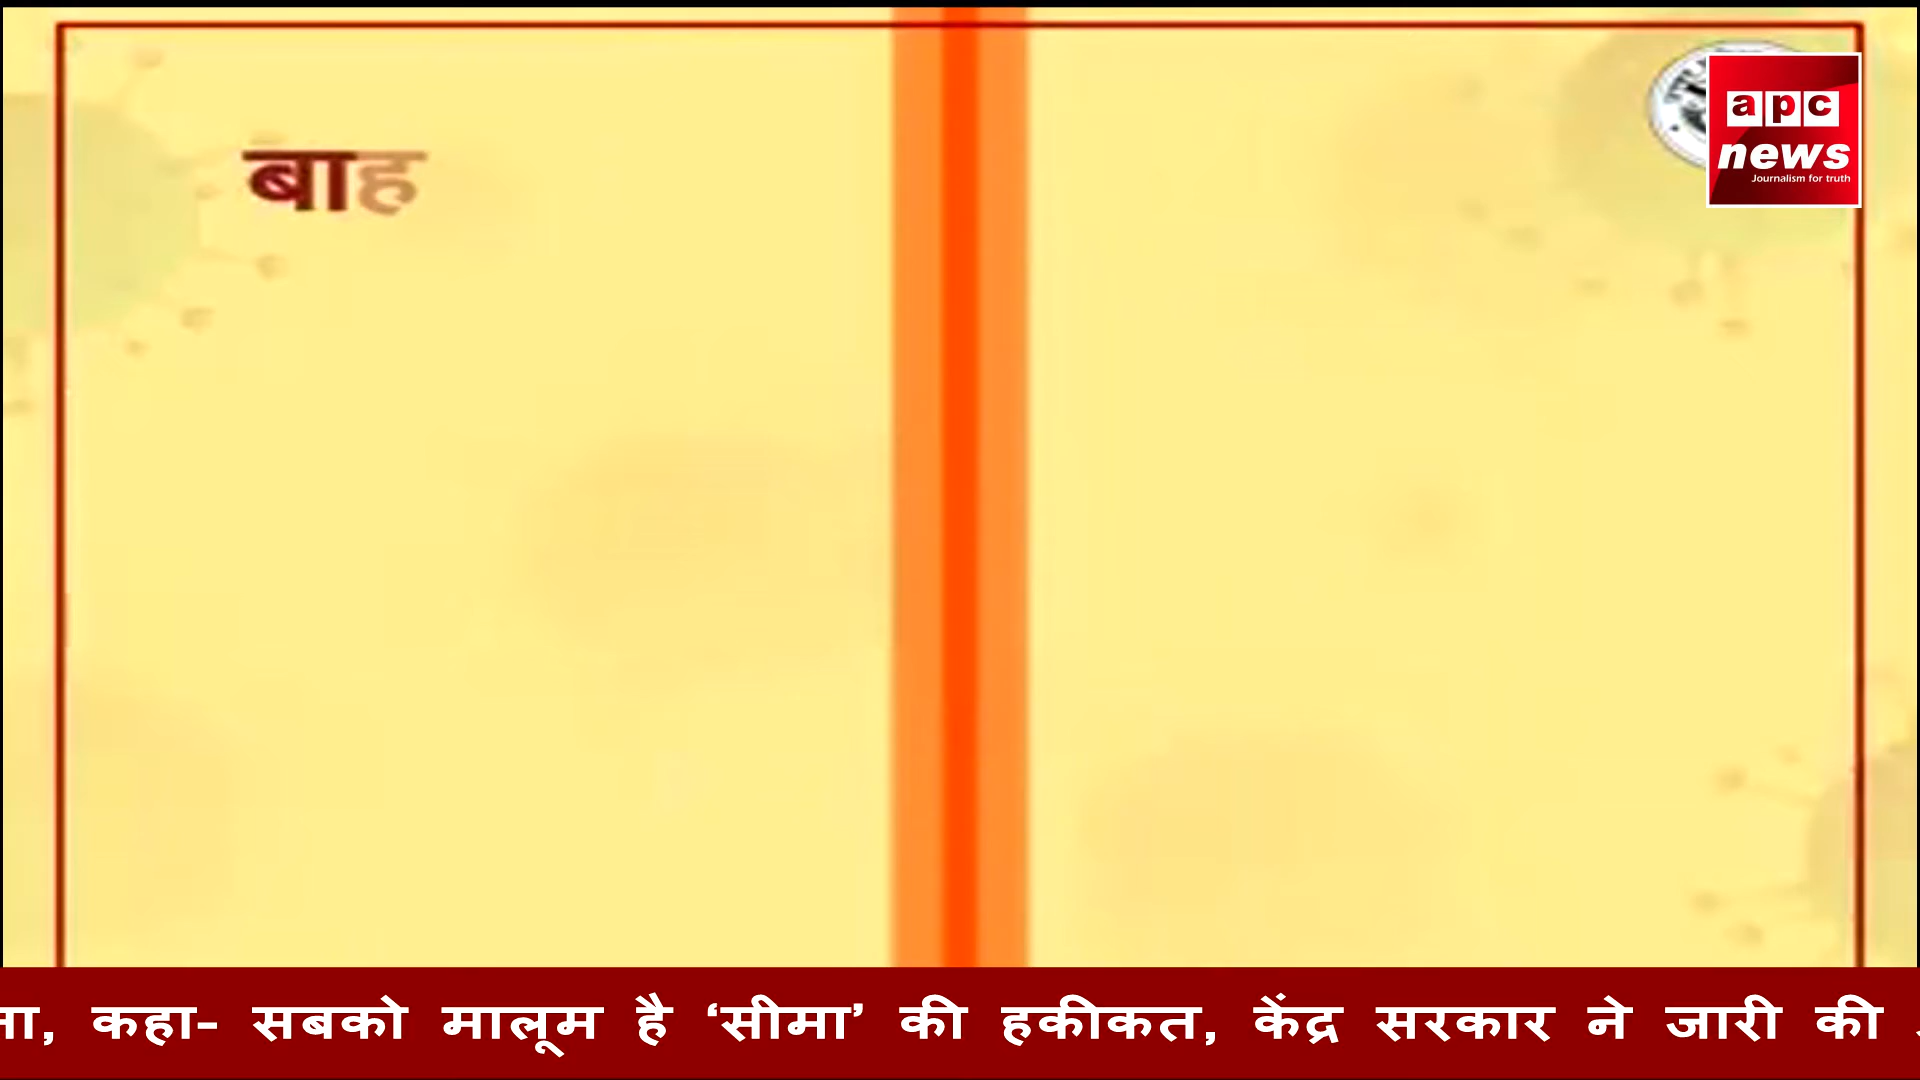 बाह
apc
news
Journalism for truth
कहा- सबको मालूम है ‘सीमा’ की हकीकत, केंद्र सरकार ने जारी की